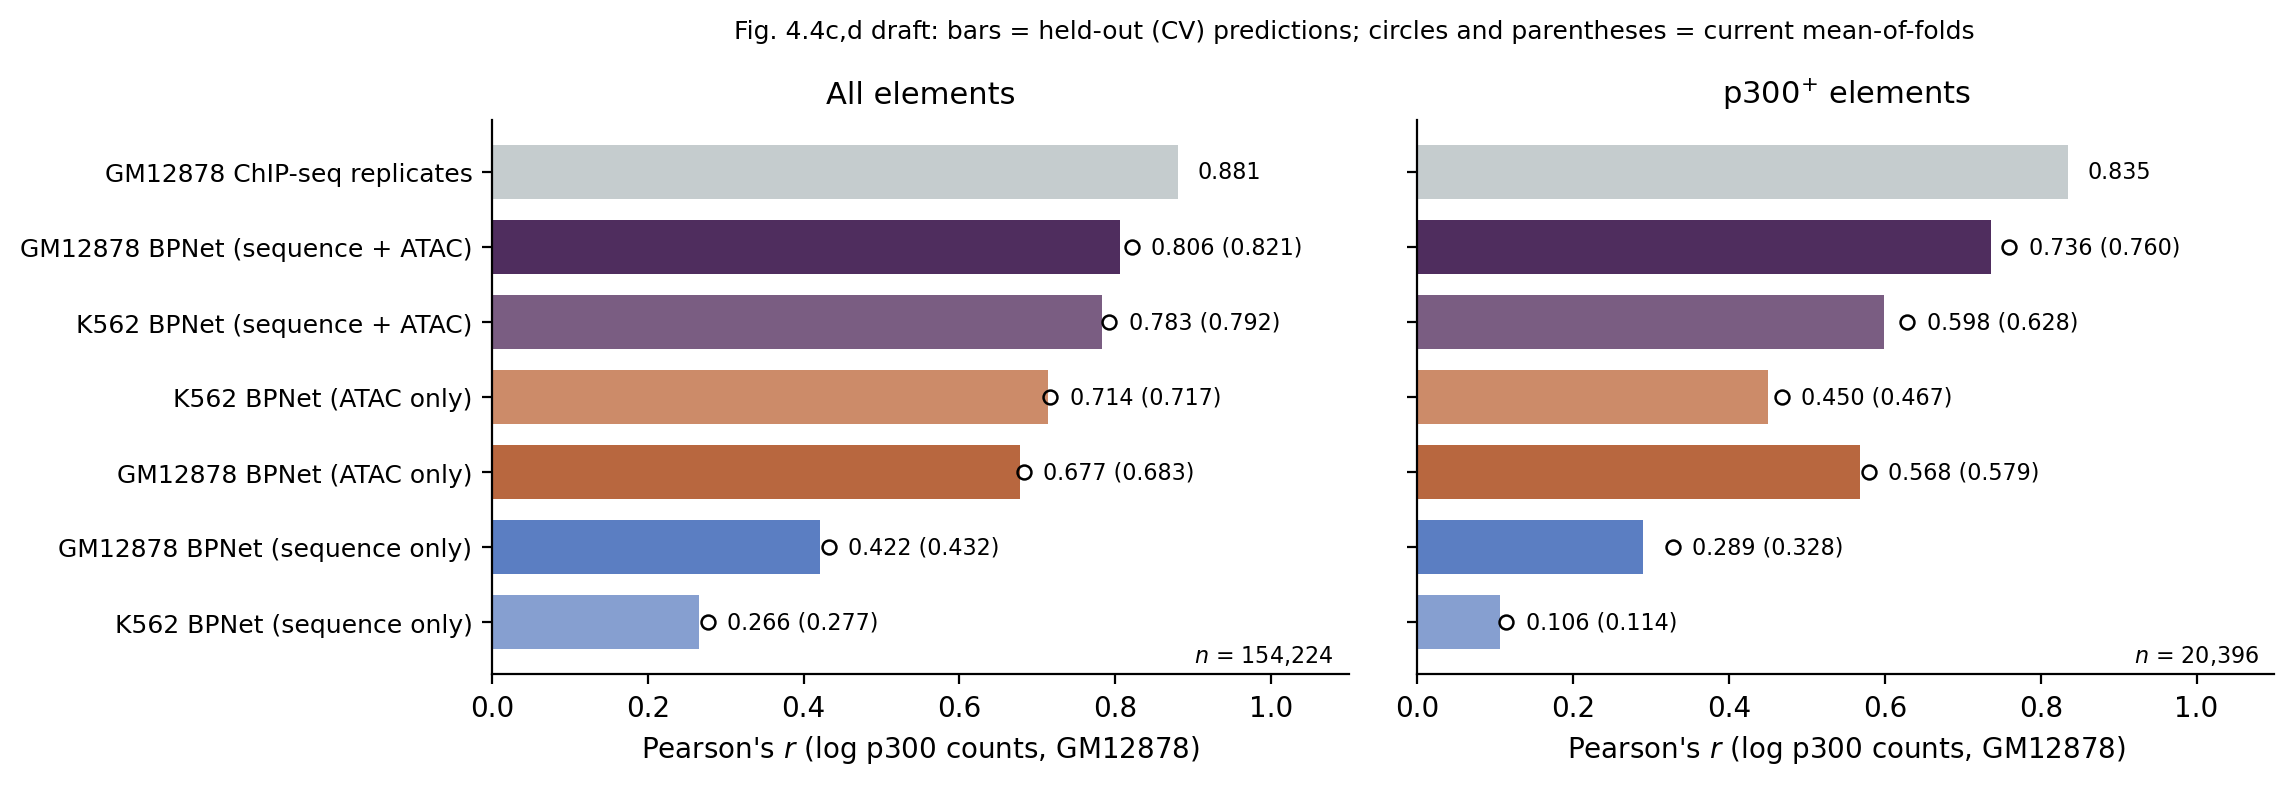 Fig. 4.4c,d draft: bars = held-out (CV) predictions; circles and parentheses = current mean-of-folds
All elements
GM12878 ChIP-seq replicates
0.881
GM12878 BPNet (sequence + ATAC)
0.806 (0.821)
K562 BPNet (sequence + ATAC)
0.783 (0.792)
K562 BPNet (ATAC only)
0.714 (0.717)
GM12878 BPNet (ATAC only)
0.677 (0.683)
GM12878 BPNet (sequence only)
0.422 (0.432)
K562 BPNet (sequence only)
0.266 (0.277)
n = 154,224
0.0 0.2 0.4 0.6 0.8 1.0
Pearson's r (log p300 counts, GM12878)
p300⁺ elements
0.835
0.736 (0.760)
0.598 (0.628)
0.450 (0.467)
0.568 (0.579)
0.289 (0.328)
0.106 (0.114)
n = 20,396
0.0 0.2 0.4 0.6 0.8 1.0
Pearson's r (log p300 counts, GM12878)